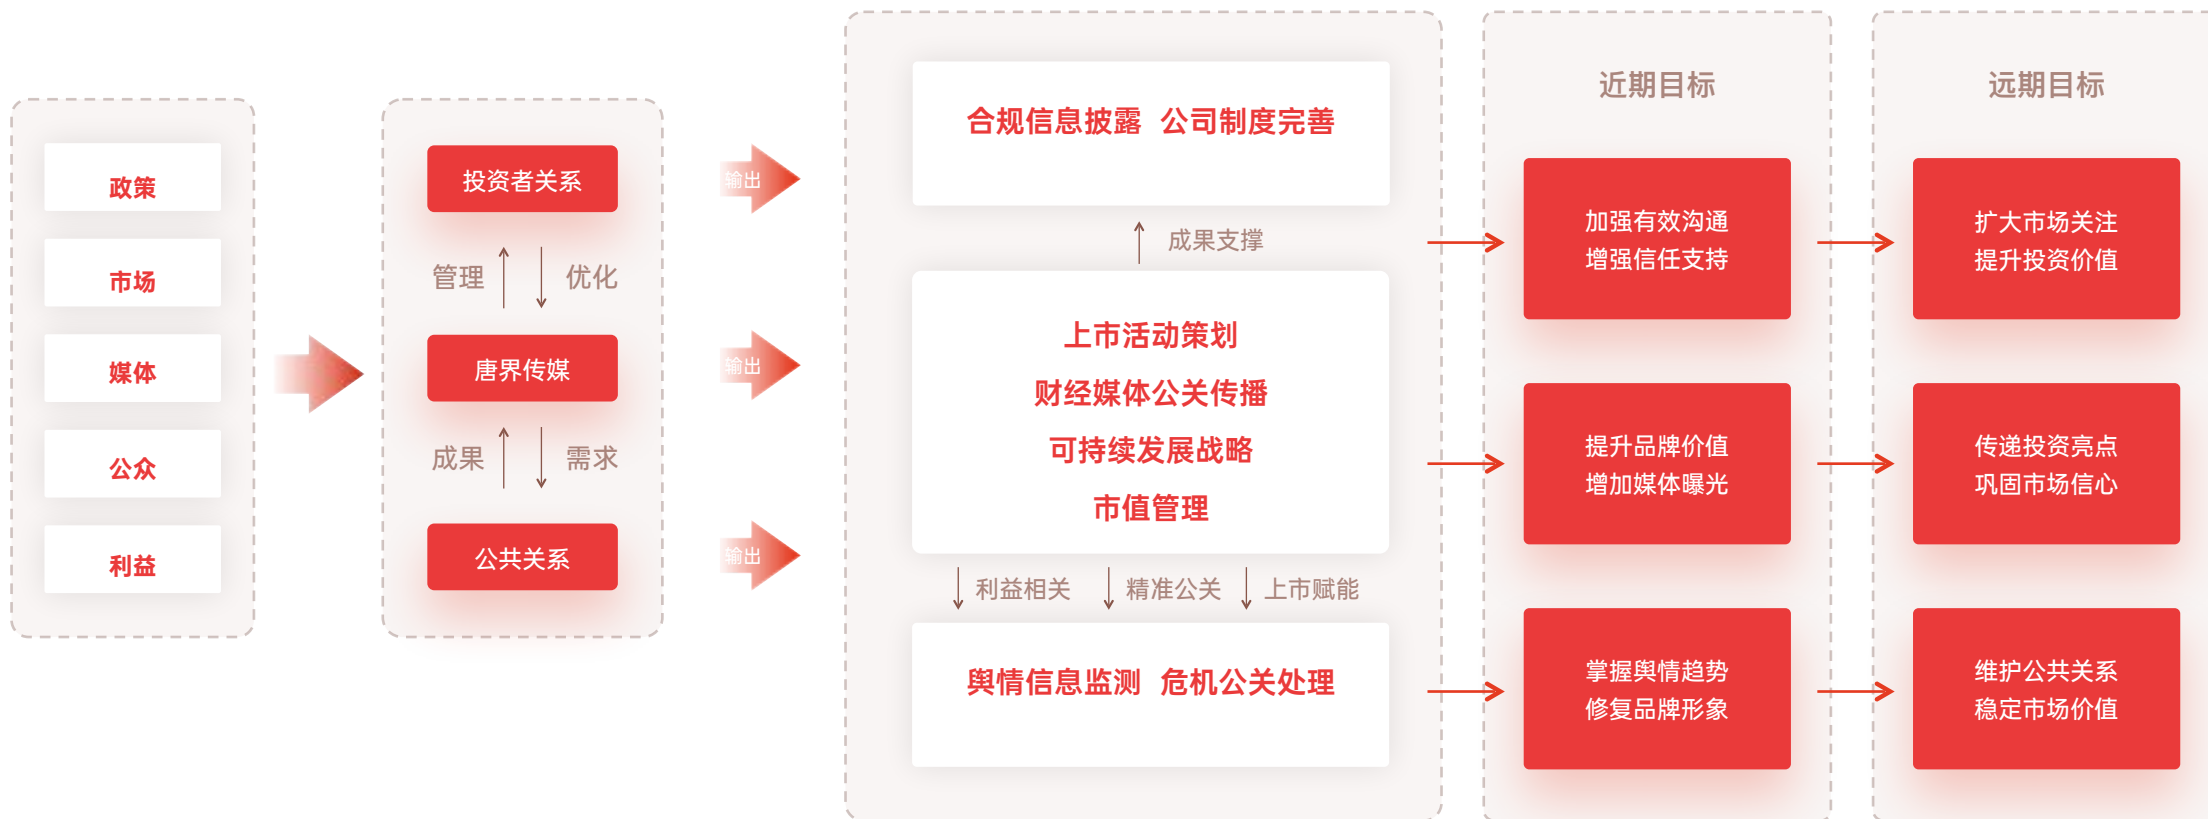 政策
市场
媒体
公众
利益
投资者关系
管理
优化
唐界传媒
成果
需求
公共关系
输出
输出
输出
合规信息披露 公司制度完善
成果支撑
上市活动策划
财经媒体公关传播
可持续发展战略
市值管理
利益相关
精准公关
上市赋能
舆情信息监测 危机公关处理
近期目标
加强有效沟通
增强信任支持
提升品牌价值
增加媒体曝光
掌握舆情趋势
修复品牌形象
远期目标
扩大市场关注
提升投资价值
传递投资亮点
巩固市场信心
维护公共关系
稳定市场价值